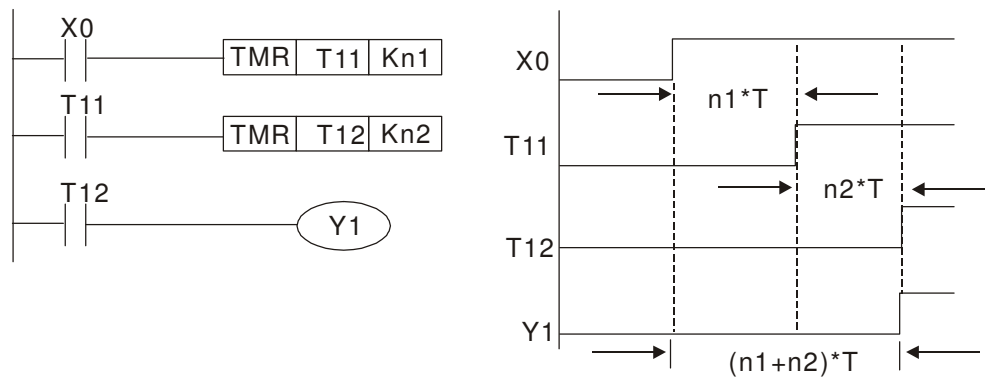 X0
TMR T11 Kn1
T11
TMR T12 Kn2
T12
Y1
X0
n1*T
T11
n2*T
T12
Y1
(n1+n2)*T